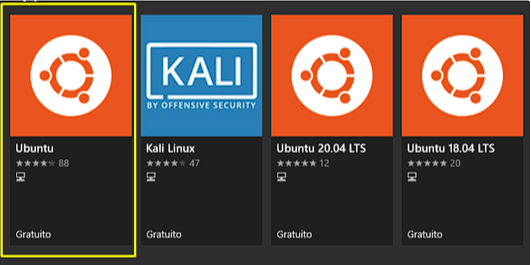 KALI
BY OFFENSIVE SECURITY
Ubuntu
88
Gratuito
Kali Linux
47
Gratuito
Ubuntu 20.04 LTS
12
Gratuito
Ubuntu 18.04 LTS
20
Gratuito